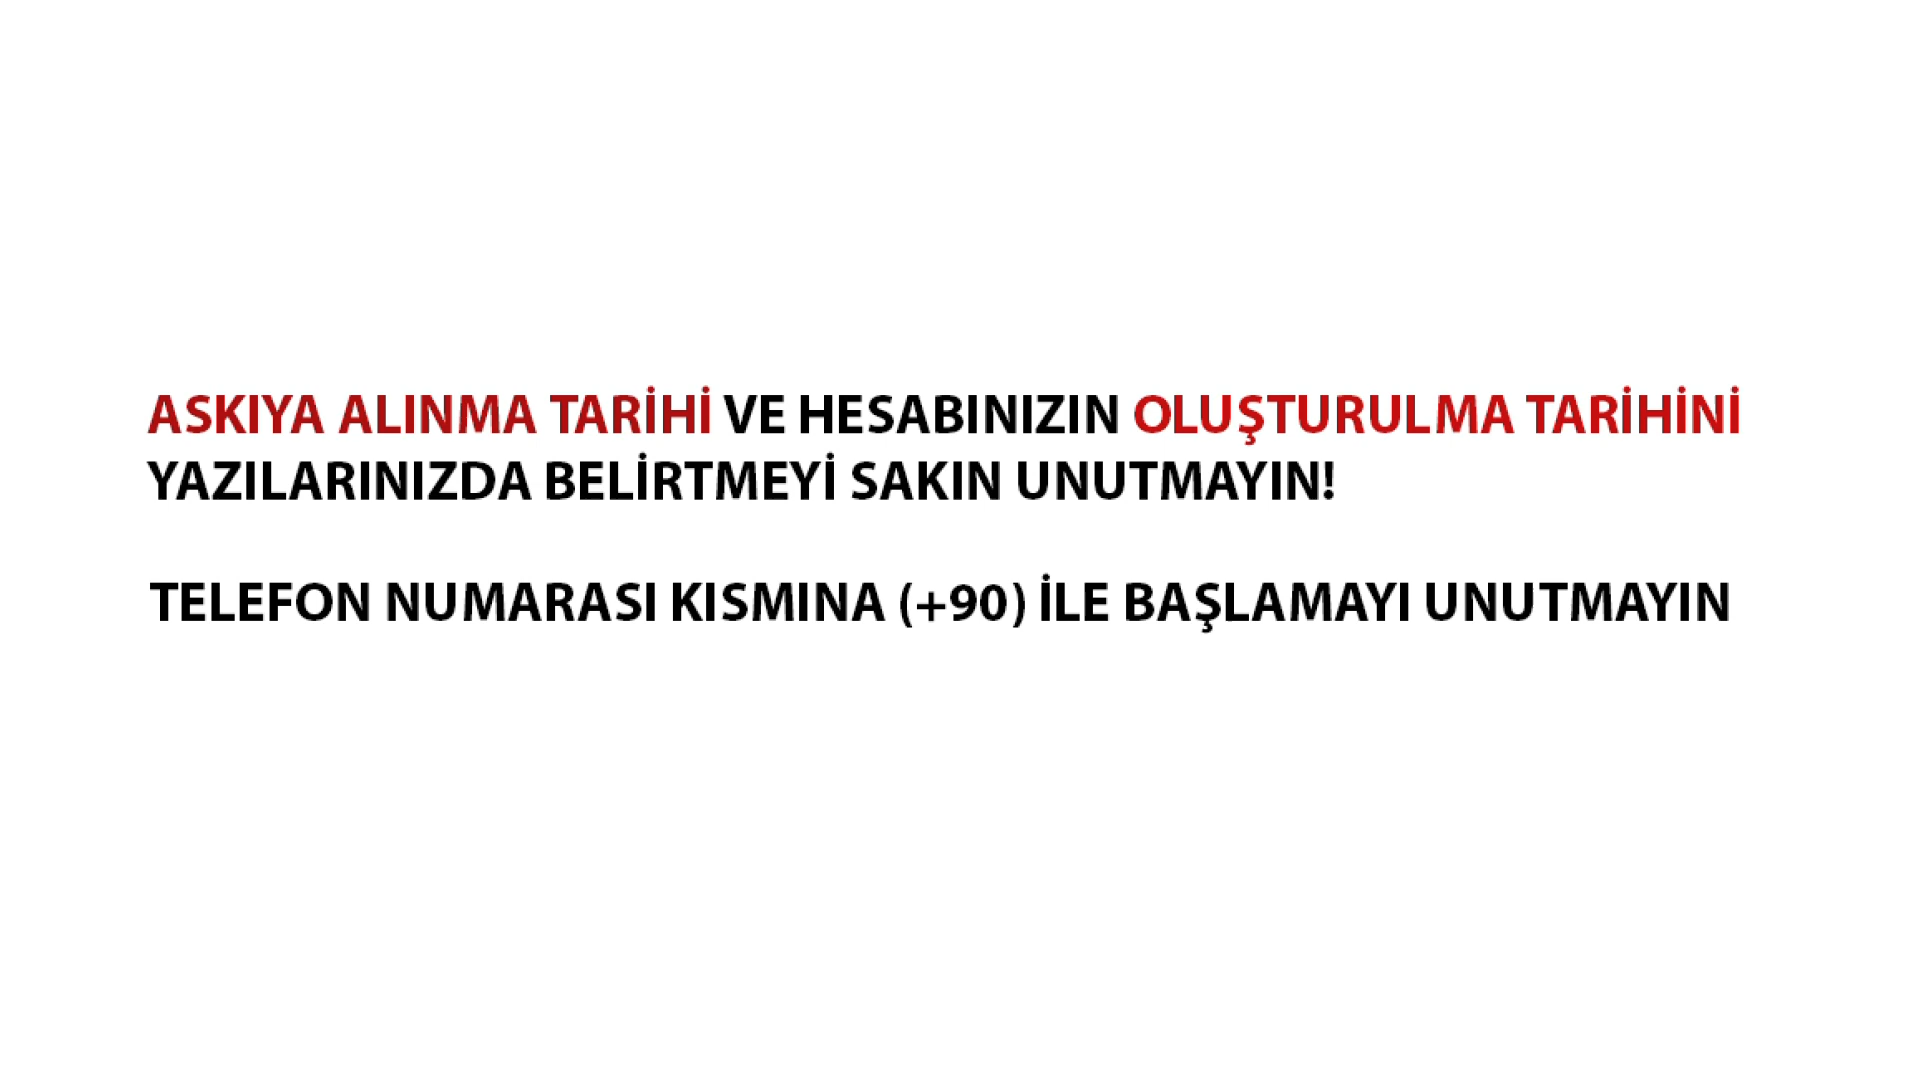 ASKIYA ALINMA TARİHİ VE HESABINIZIN OLUŞTURULMA TARİHİNİ
YAZILARINIZDA BELİRTMEYİ SAKIN UNUTMAYIN!
TELEFON NUMARASI KISMINA (+90) İLE BAŞLAMAYI UNUTMAYIN